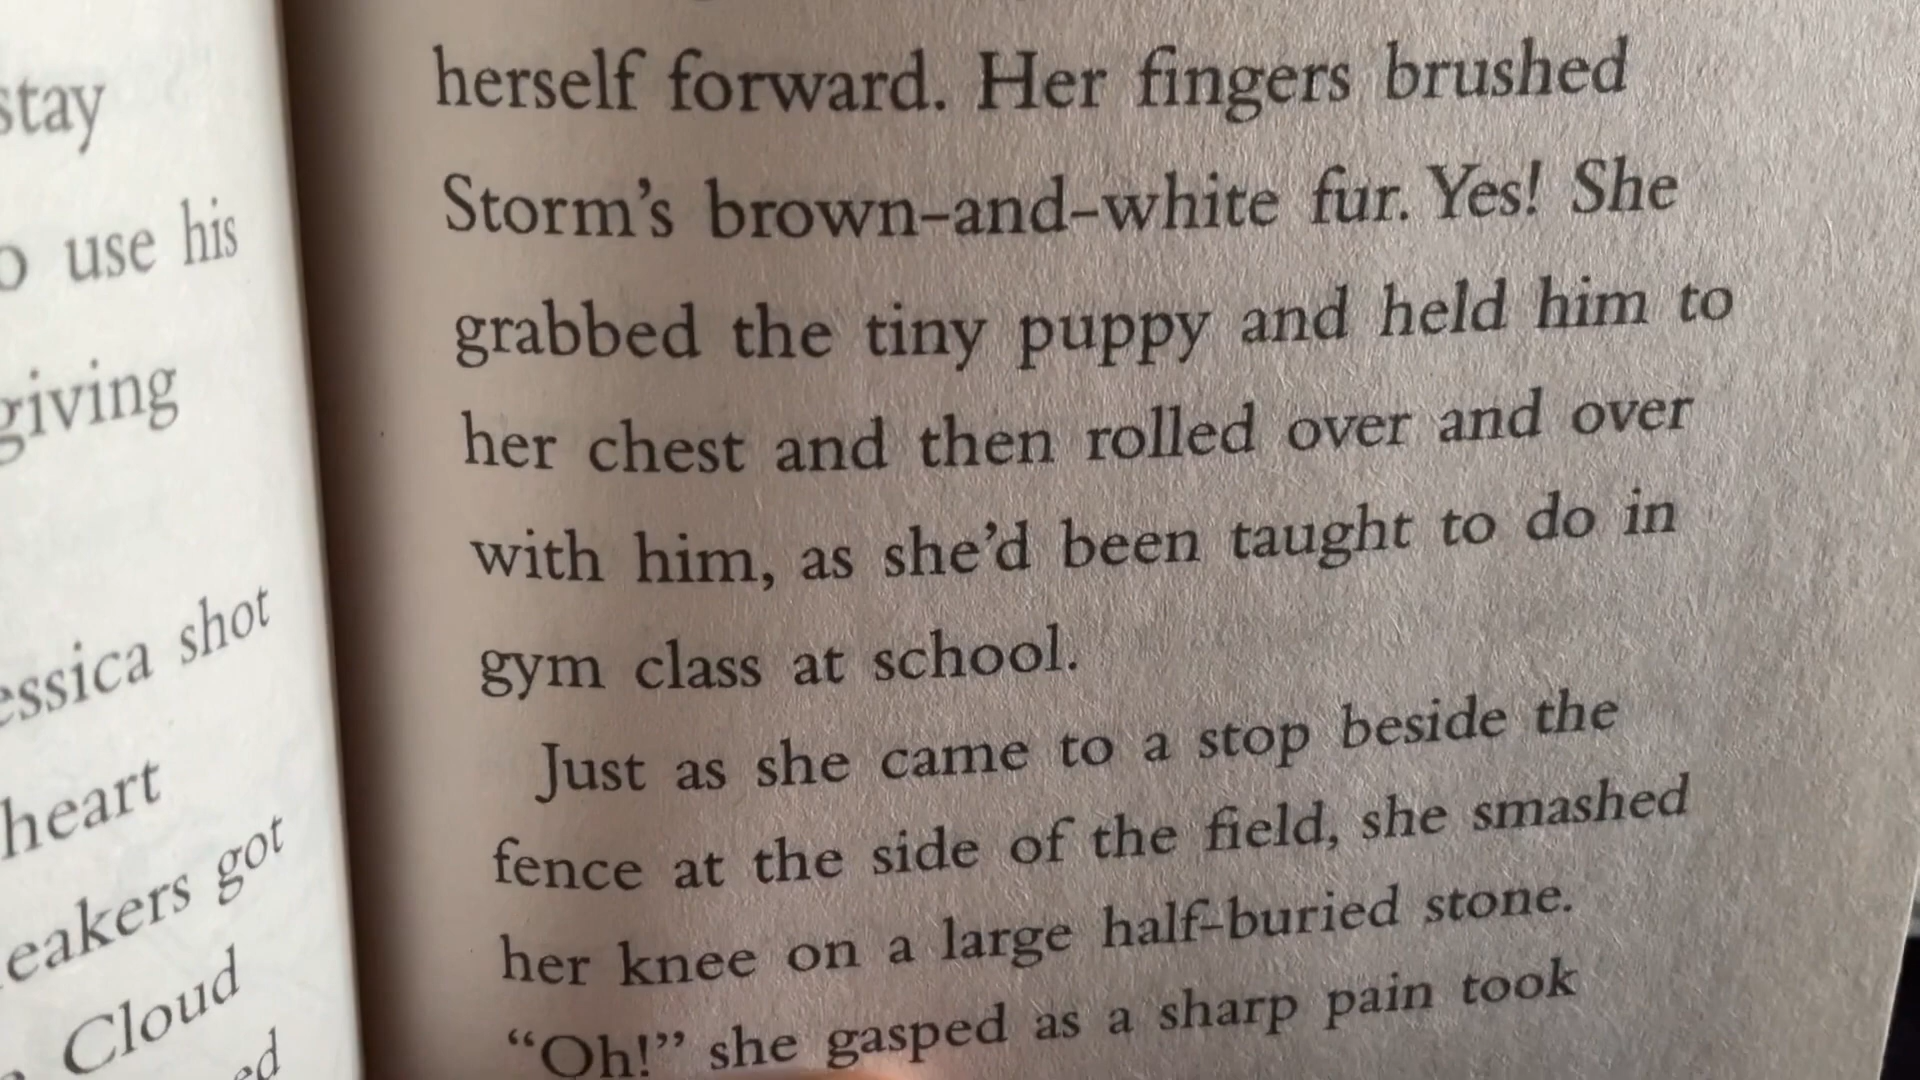 stay
use his
giving
shot
heart
got
Cloud
herself forward. Her fingers brushed
Storm's brown-and-white fur. Yes! She
grabbed the tiny puppy and held him to
her chest and then rolled over and over
with him, as she'd been taught to do in
gym class at school.
Just as she came to a stop beside the
fence at the side of the field, she smashed
her knee on a large half-buried stone.
“Oh!” she gasped as a sharp pain took